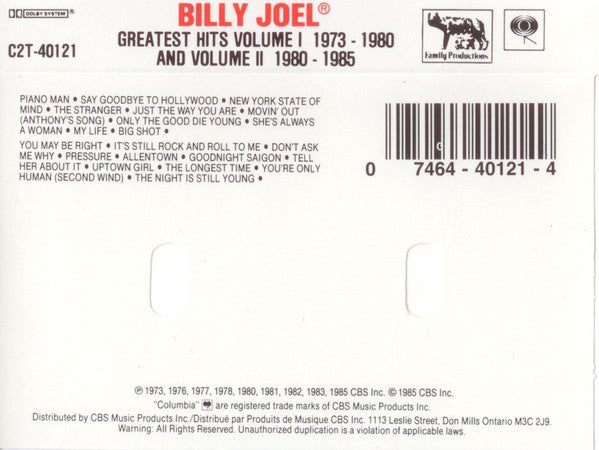 DOLBY SYSTEM ®
BILLY JOEL®
C2T-40121
GREATEST HITS VOLUME I 1973 - 1980
AND VOLUME II 1980 - 1985
Family Productions
PIANO MAN • SAY GOODBYE TO HOLLYWOOD • NEW YORK STATE OF
MIND • THE STRANGER • JUST THE WAY YOU ARE • MOVIN' OUT
(ANTHONY'S SONG) • ONLY THE GOOD DIE YOUNG • SHE'S ALWAYS
A WOMAN • MY LIFE • BIG SHOT •
YOU MAY BE RIGHT • IT'S STILL ROCK AND ROLL TO ME • DON'T ASK
ME WHY • PRESSURE • ALLENTOWN • GOODNIGHT SAIGON • TELL
HER ABOUT IT • UPTOWN GIRL • THE LONGEST TIME • YOU'RE ONLY
HUMAN (SECOND WIND) • THE NIGHT IS STILL YOUNG •
6
0 7464 - 40121 - 4
℗ 1973, 1976, 1977, 1978, 1980, 1981, 1982, 1983, 1985 CBS Inc. © 1985 CBS Inc.
"Columbia" are registered trade marks of CBS Music Products Inc.
Distributed by CBS Music Products Inc./Distribué par Produits de Musique CBS Inc. 1113 Leslie Street, Don Mills Ontario M3C 2J9.
Warning: All Rights Reserved. Unauthorized duplication is a violation of applicable laws.